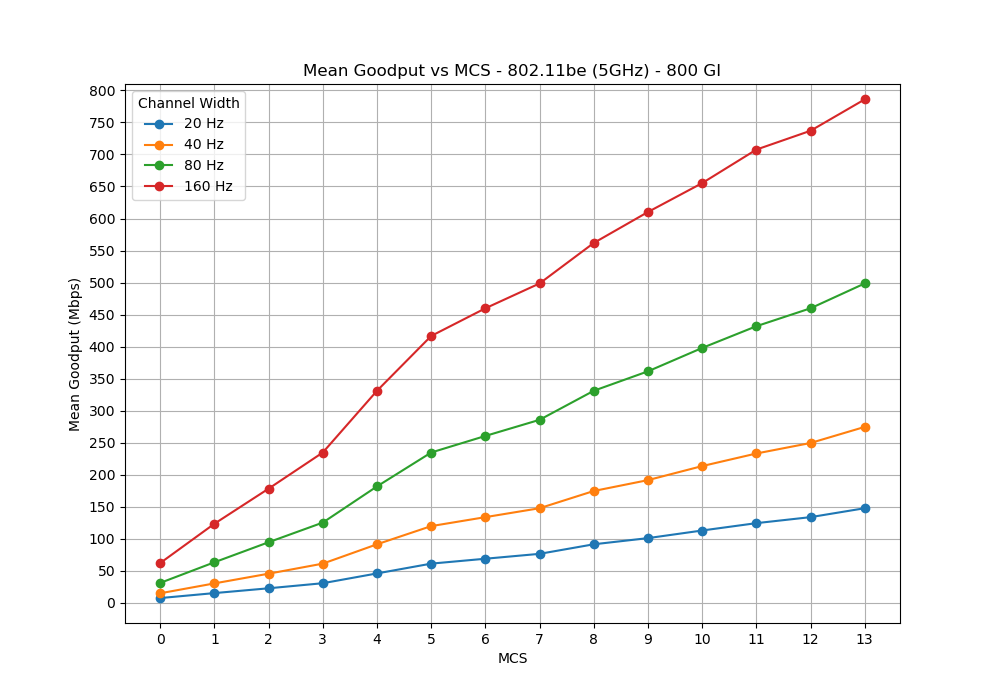 Mean Goodput vs MCS - 802.11be (5GHz) - 800 GI
Channel Width
20 Hz
40 Hz
80 Hz
160 Hz
800
750
700
650
600
550
500
450
400
350
300
250
200
150
100
50
0
Mean Goodput (Mbps)
0 1 2 3 4 5 6 7 8 9 10 11 12 13
MCS